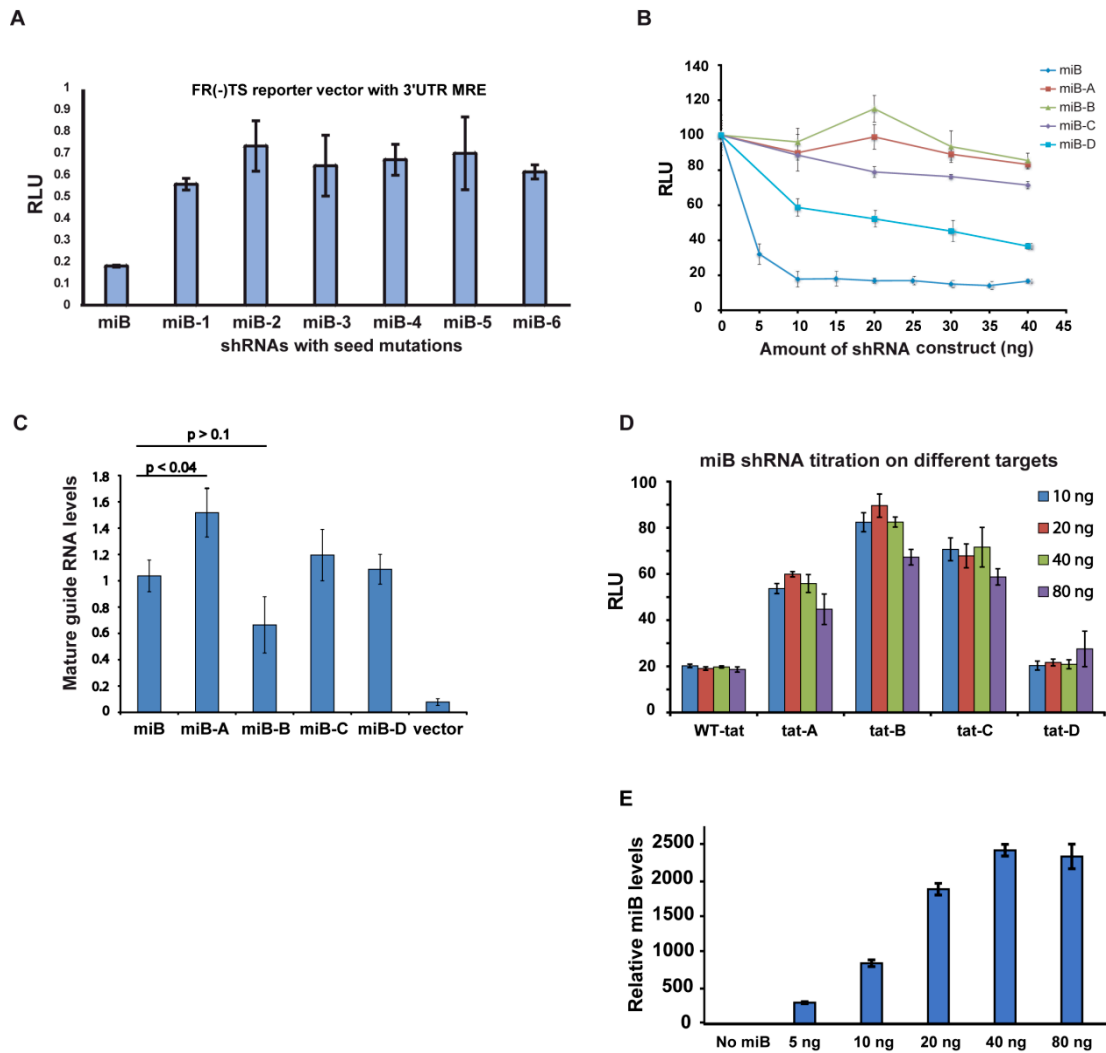 A
FR(-)TS reporter vector with 3'UTR MRE
RLU
1
0.9
0.8
0.7
0.6
0.5
0.4
0.3
0.2
0.1
0
miB miB-1 miB-2 miB-3 miB-4 miB-5 miB-6
shRNAs with seed mutations
B
RLU
140
120
100
80
60
40
20
0
0 5 10 15 20 25 30 35 40 45
Amount of shRNA construct (ng)
miB
miB-A
miB-B
miB-C
miB-D
C
p > 0.1
p < 0.04
Mature guide RNA levels
1.8
1.6
1.4
1.2
1
0.8
0.6
0.4
0.2
0
miB miB-A miB-B miB-C miB-D vector
D
miB shRNA titration on different targets
RLU
100
80
60
40
20
0
WT-tat tat-A tat-B tat-C tat-D
10 ng
20 ng
40 ng
80 ng
E
Relative miB levels
2500
2000
1500
1000
500
0
No miB 5 ng 10 ng 20 ng 40 ng 80 ng